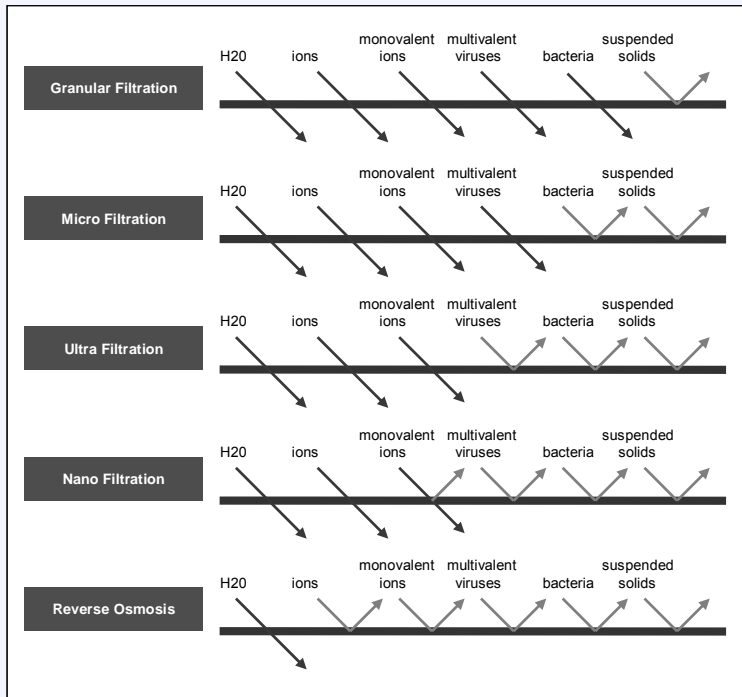 H20 ions monovalent ions multivalent viruses bacteria suspended solids
Granular Filtration
H20 ions monovalent ions multivalent viruses bacteria suspended solids
Micro Filtration
H20 ions monovalent ions multivalent viruses bacteria suspended solids
Ultra Filtration
H20 ions monovalent ions multivalent viruses bacteria suspended solids
Nano Filtration
H20 ions monovalent ions multivalent viruses bacteria suspended solids
Reverse Osmosis